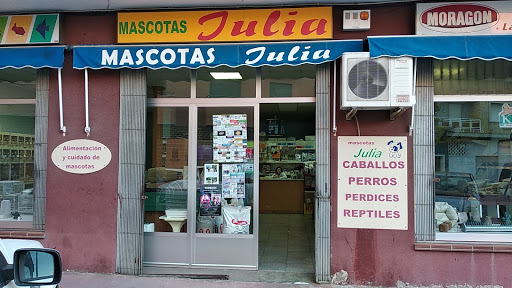 MASCOTAS Julia
MORAGON
MASCOTAS Julia
Alimentación
y cuidado de
mascotas
mascotas
Julia
CABALLOS
PERROS
PERDICES
REPTILES